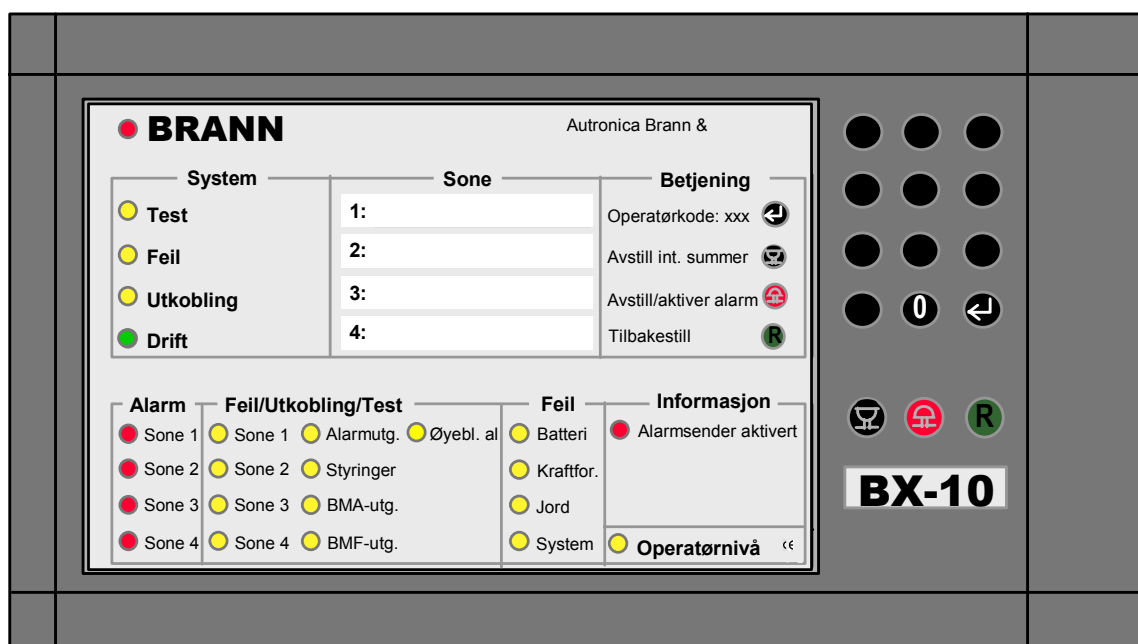 BRANN
Autronica Brann &
System
Test
Feil
Utkobling
Drift
Sone
1:
2:
3:
4:
Betjening
Operatørkode: xxx
Avstill int. summer
Avstill/aktiver alarm
Tilbakestill R
Alarm
Sone 1
Sone 2
Sone 3
Sone 4
Feil/Utkobling/Test
Sone 1 Alarmutg. Øyebl. al
Sone 2 Styringer
Sone 3 BMA-utg.
Sone 4 BMF-utg.
Feil
Batteri
Kraftfor.
Jord
System
Informasjon
Alarmsender aktivert
Operatørnivå CE
0
R
BX-10